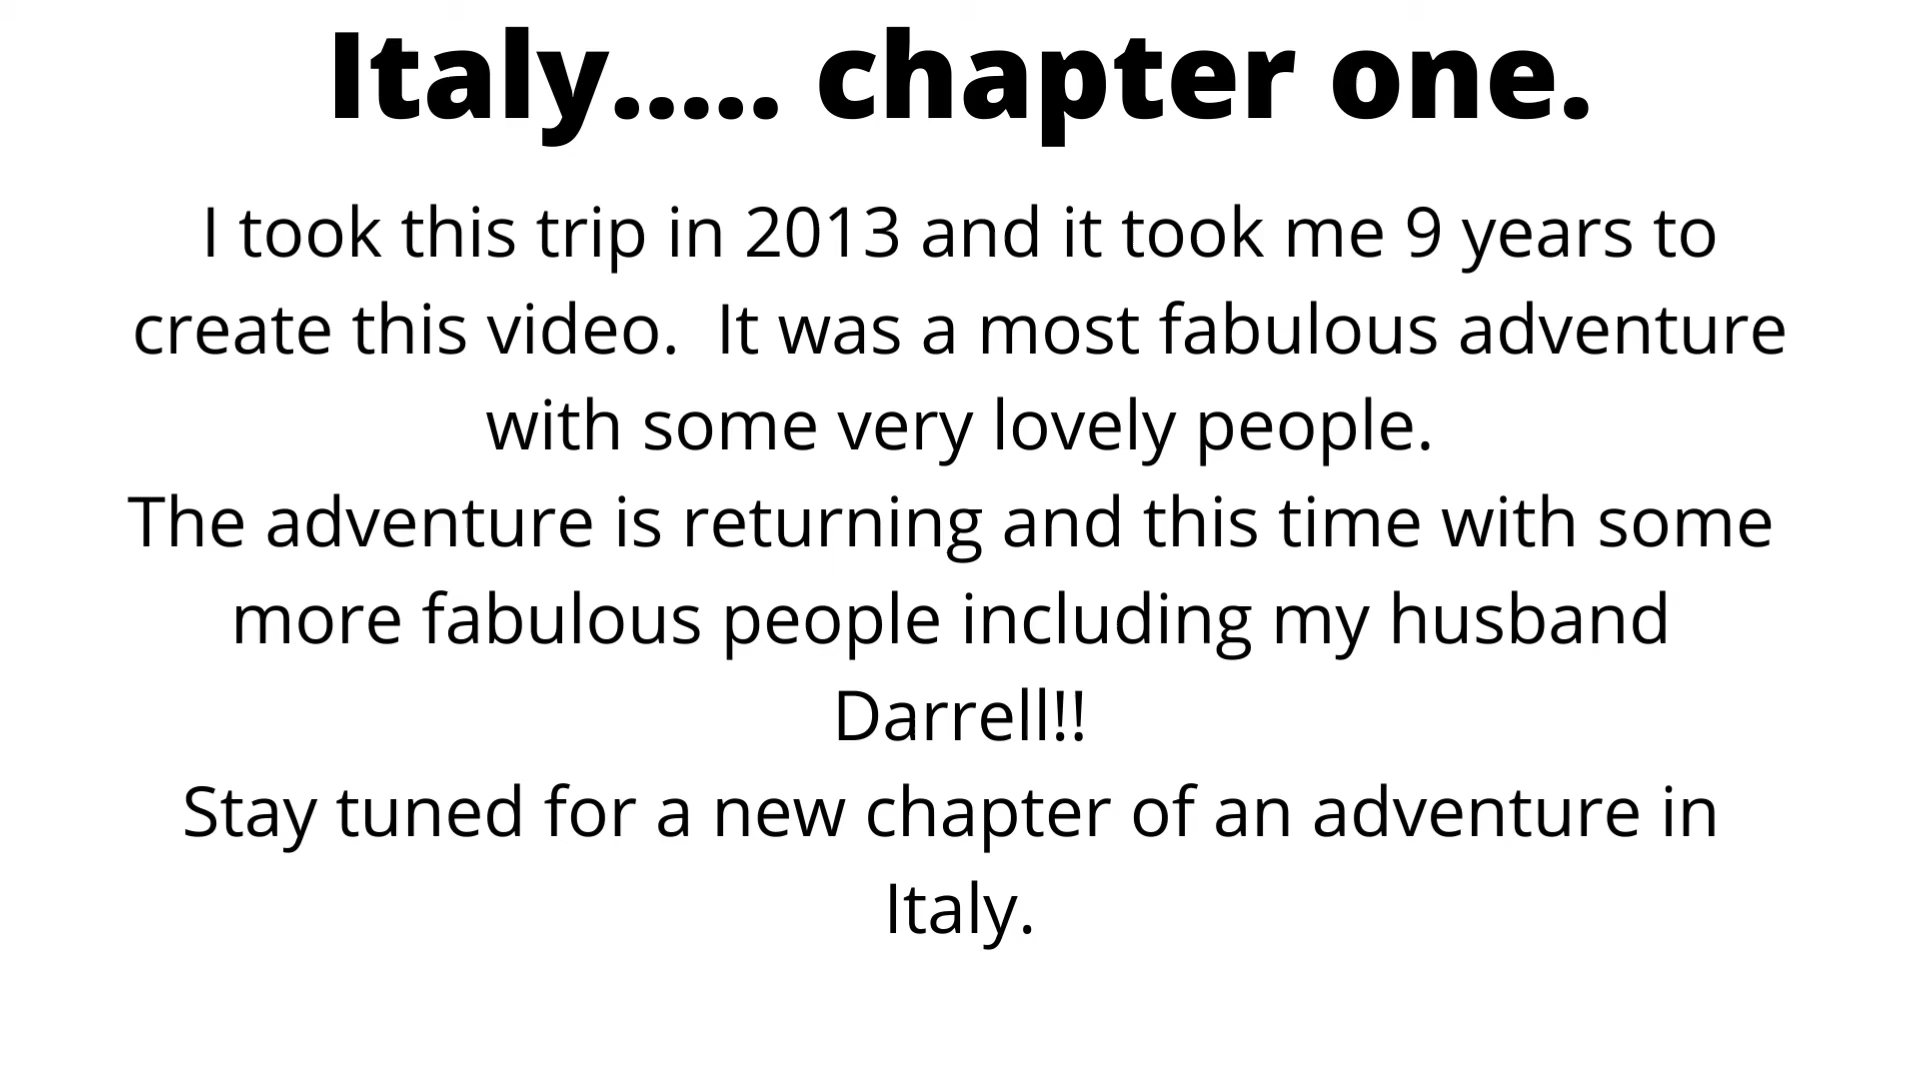 Italy..... chapter one.
I took this trip in 2013 and it took me 9 years to
create this video.  It was a most fabulous adventure
with some very lovely people.
The adventure is returning and this time with some
more fabulous people including my husband
Darrell!!
Stay tuned for a new chapter of an adventure in
Italy.